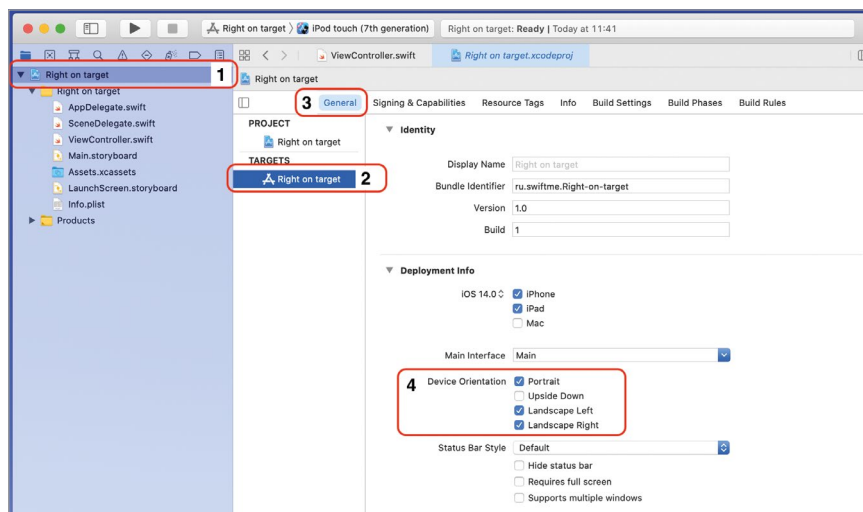 Right on target
iPod touch (7th generation)
Right on target: Ready | Today at 11:41
ViewController.swift
Right on target.xcodeproj
Right on target
1
Right on target
AppDelegate.swift
SceneDelegate.swift
ViewController.swift
Main.storyboard
Assets.xcassets
LaunchScreen.storyboard
Info.plist
Products
Right on target
3
General
Signing & Capabilities
Resource Tags
Info
Build Settings
Build Phases
Build Rules
PROJECT
Right on target
TARGETS
Right on target
2
Identity
Display Name
Right on target
Bundle Identifier
ru.swiftme.Right-on-target
Version
1.0
Build
1
Deployment Info
iOS 14.0
iPhone
iPad
Mac
Main Interface
Main
4
Device Orientation
Portrait
Upside Down
Landscape Left
Landscape Right
Status Bar Style
Default
Hide status bar
Requires full screen
Supports multiple windows